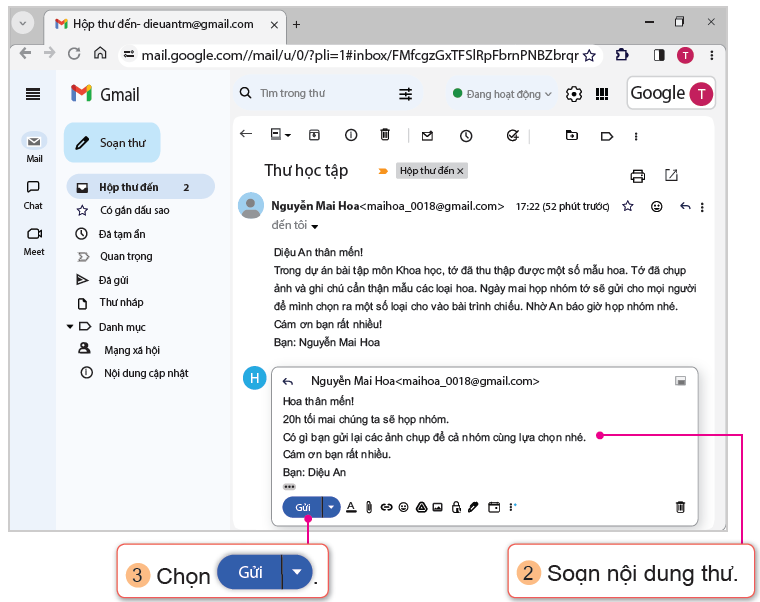 Hộp thư đến- dieuantm@gmail.com
mail.google.com//mail/u/0/?pli=1#inbox/FMfcgzGxTFSlRpFbrnPNBZbrqr
T
Gmail
Tìm trong thư
Đang hoạt động
Google T
Soạn thư
Mail
Chat
Meet
Hộp thư đến 2
Có gắn dấu sao
Đã tạm ẩn
Quan trọng
Đã gửi
Thư nháp
Danh mục
Mạng xã hội
Nội dung cập nhật
Thư học tập
Hộp thư đến ×
Nguyễn Mai Hoa<maihoa_0018@gmail.com> 17:22 (52 phút trước)
đến tôi
Diệu An thân mến!
Trong dự án bài tập môn Khoa học, tớ đã thu thập được một số mẫu hoa. Tớ đã chụp
ảnh và ghi chú cẩn thận mẫu các loại hoa. Ngày mai họp nhóm tớ sẽ gửi cho mọi người
để mình chọn ra một số loại cho vào bài trình chiếu. Nhờ An báo giờ họp nhóm nhé.
Cám ơn bạn rất nhiều!
Bạn: Nguyễn Mai Hoa
H
Nguyễn Mai Hoa<maihoa_0018@gmail.com>
Hoa thân mến!
20h tối mai chúng ta sẽ họp nhóm.
Có gì bạn gửi lại các ảnh chụp để cả nhóm cùng lựa chọn nhé.
Cám ơn bạn rất nhiều.
Bạn: Diệu An
Gửi
3 Chọn Gửi .
2 Soạn nội dung thư.